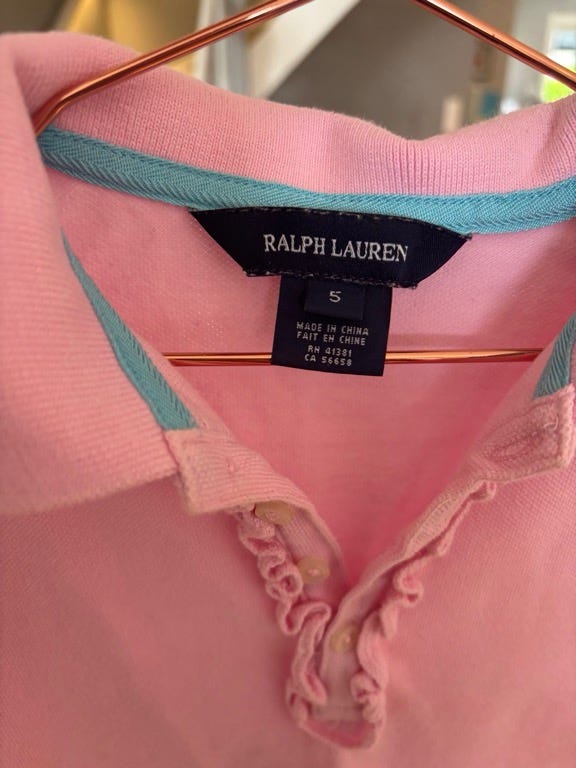 RALPH LAUREN
5
MADE IN CHINA
FAIT EN CHINE
RN 41381
CA 56658